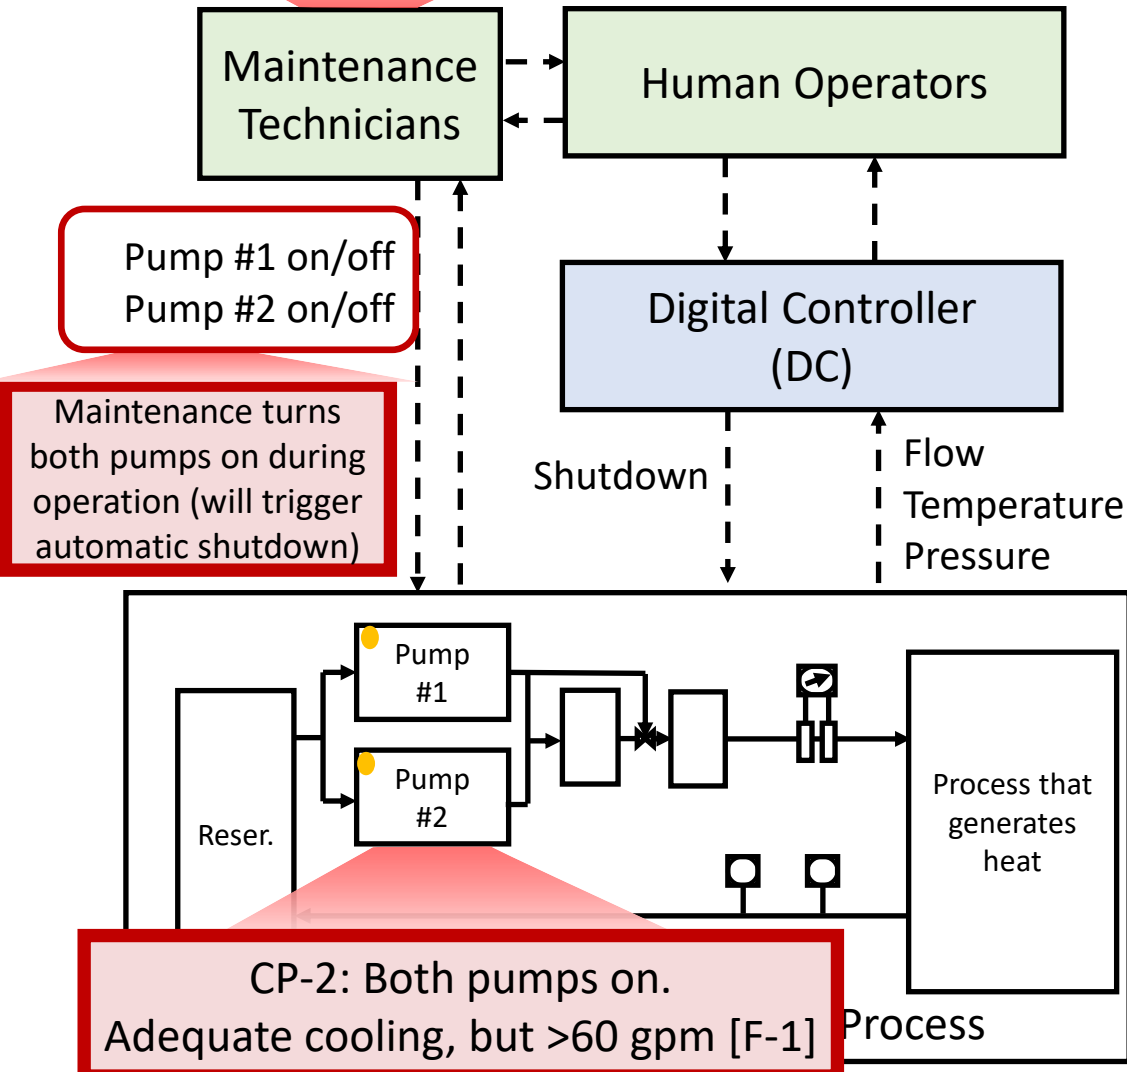 Maintenance
Technicians
Human Operators
Pump #1 on/off
Pump #2 on/off
Digital Controller
(DC)
Maintenance turns
both pumps on during
operation (will trigger
automatic shutdown)
Shutdown
Flow
Temperature
Pressure
Pump
#1
Pump
#2
Reser.
Process that
generates
heat
CP-2: Both pumps on.
Adequate cooling, but >60 gpm [F-1]
Process